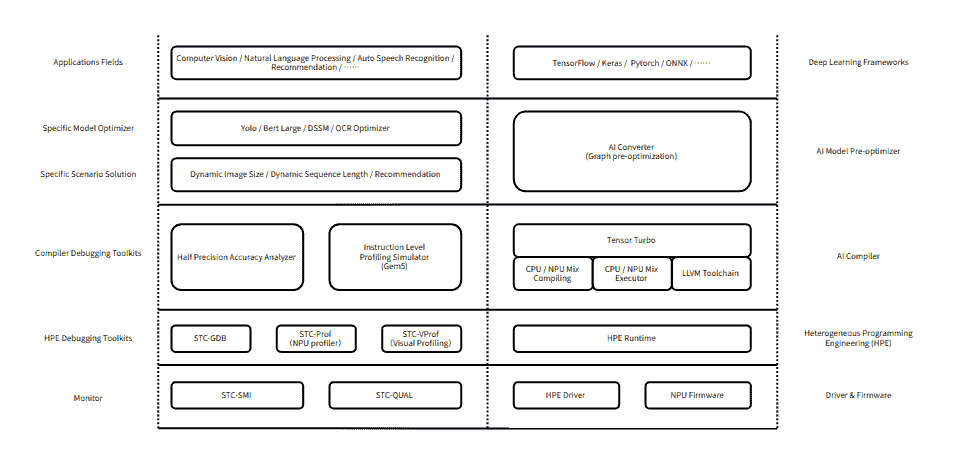 Applications Fields
Computer Vision / Natural Language Processing / Auto Speech Recognition /
Recommendation / ······
TensorFlow / Keras / Pytorch / ONNX / ······
Deep Learning Frameworks
Specific Model Optimizer
Yolo / Bert Large / DSSM / OCR Optimizer
AI Converter
(Graph pre-optimization)
AI Model Pre-optimizer
Specific Scenario Solution
Dynamic Image Size / Dynamic Sequence Length / Recommendation
Compiler Debugging Toolkits
Half Precision Accuracy Analyzer
Instruction Level
Profiling Simulator
(Gem5)
Tensor Turbo
CPU / NPU Mix
Compiling
CPU / NPU Mix
Executor
LLVM Toolchain
AI Compiler
HPE Debugging Toolkits
STC-GDB
STC-Prof
(NPU profiler)
STC-VProf
(Visual Profiling)
HPE Runtime
Heterogeneous Programming
Engineering (HPE)
Monitor
STC-SMI
STC-QUAL
HPE Driver
NPU Firmware
Driver & Firmware